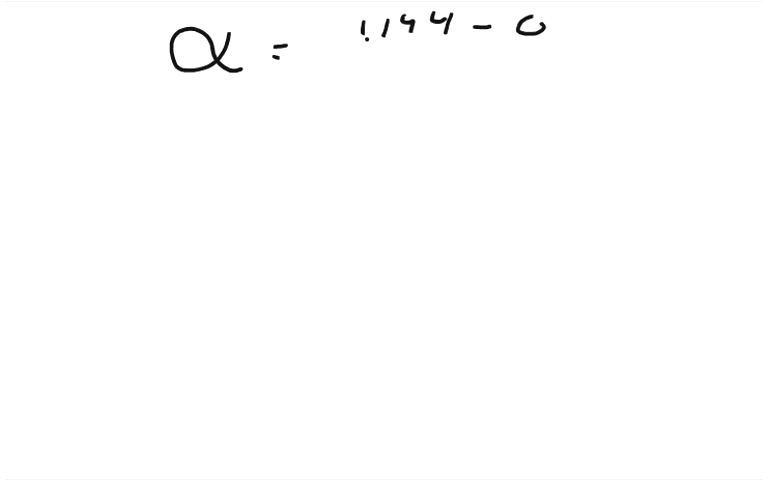 α = 1.144 - 0